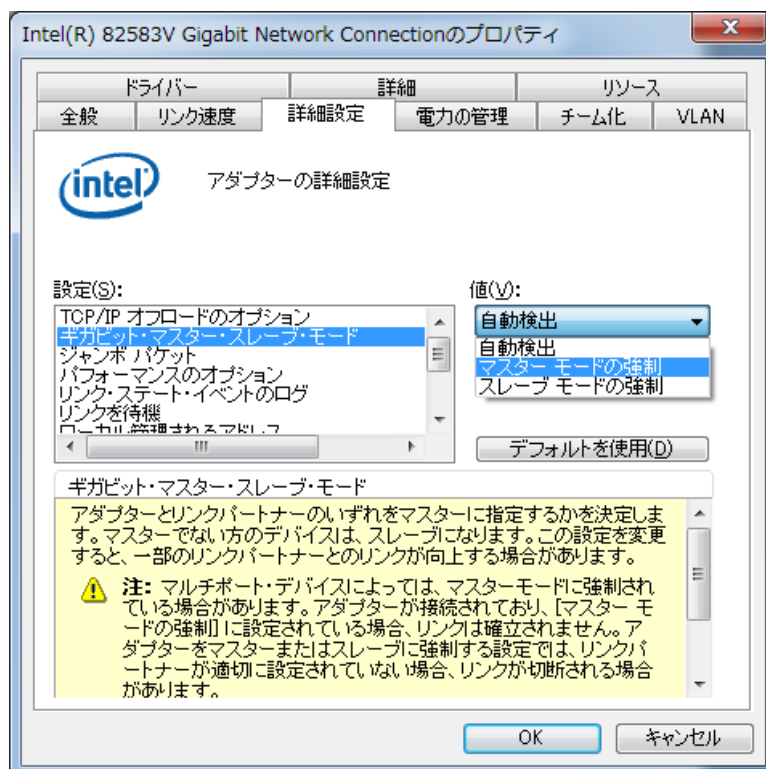 Intel(R) 82583V Gigabit Network Connectionのプロパティ
ドライバー 詳細 リソース
全般 リンク速度 詳細設定 電力の管理 チーム化 VLAN
intel
アダプターの詳細設定
設定(S):
TCP/IP オフロードのオプション
ギガビット・マスター・スレーブ・モード
ジャンボ パケット
パフォーマンスのオプション
リンク・ステート・イベントのログ
リンクを待機
ローカル管理されるアドレス
値(V):
自動検出
自動検出
マスター モードの強制
スレーブ モードの強制
デフォルトを使用(D)
ギガビット・マスター・スレーブ・モード
アダプターとリンクパートナーのいずれをマスターに指定するかを決定しま
す。マスターでない方のデバイスは、スレーブになります。この設定を変更
すると、一部のリンクパートナーとのリンクが向上する場合があります。
注: マルチポート・デバイスによっては、マスターモードに強制され
ている場合があります。アダプターが接続されており、[マスター モ
ードの強制]に設定されている場合、リンクは確立されません。ア
ダプターをマスターまたはスレーブに強制する設定では、リンクパ
ートナーが適切に設定されていない場合、リンクが切断される場合
があります。
OK キャンセル